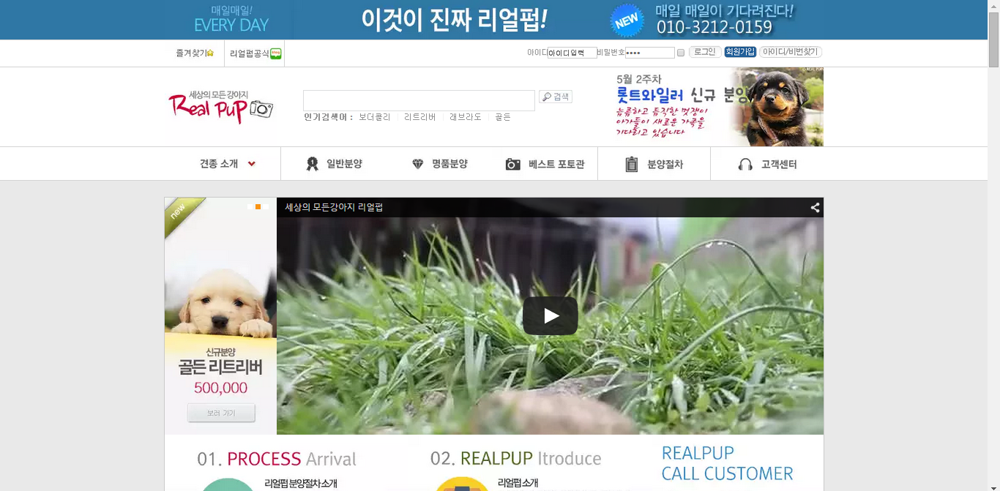 매일매일!
EVERY DAY
이것이 진짜 리얼펍!
NEW
매일 매일이 기다려진다!
010-3212-0159
즐겨찾기
리얼펍공식
아이디 아이디입력 비밀번호 •••• 로그인 회원가입 아이디/비번찾기
세상의 모든 강아지
Real PuP
검색
인기검색어 : 보더콜리 리트리버 래브라도 골든
5월 2주차
롯트와일러 신규 분양
늠름하고 듬직한 멋쟁이
아가들이 새로운 가족을
기다리고 있습니다
견종 소개 일반분양 명품분양 베스트 포토관 분양절차 고객센터
new
세상의 모든강아지 리얼펍
신규분양
골든 리트리버
500,000
보러 가기
01. PROCESS Arrival
리얼펍 분양절차 소개
02. REALPUP Itroduce
리얼펍 소개
REALPUP
CALL CUSTOMER